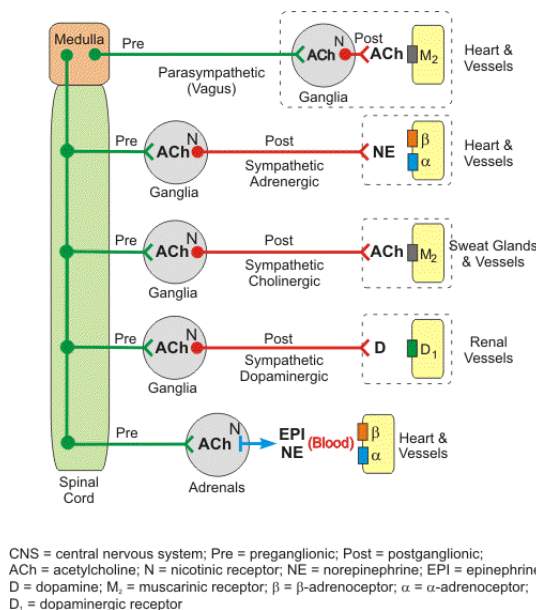 Medulla
Pre
Parasympathetic
(Vagus)
ACh
N
Post
ACh
M₂
Ganglia
Heart &
Vessels
Pre
ACh
N
Ganglia
Post
Sympathetic
Adrenergic
NE
β
α
Heart &
Vessels
Pre
ACh
N
Ganglia
Post
Sympathetic
Cholinergic
ACh
M₂
Sweat Glands
& Vessels
Pre
ACh
N
Ganglia
Post
Sympathetic
Dopaminergic
D
D₁
Renal
Vessels
Pre
ACh
N
Adrenals
EPI
NE (Blood)
β
α
Heart &
Vessels
Spinal
Cord
CNS = central nervous system; Pre = preganglionic; Post = postganglionic;
ACh = acetylcholine; N = nicotinic receptor; NE = norepinephrine; EPI = epinephrine
D = dopamine; M₂ = muscarinic receptor; β = β-adrenoceptor; α = α-adrenoceptor;
D₁ = dopaminergic receptor